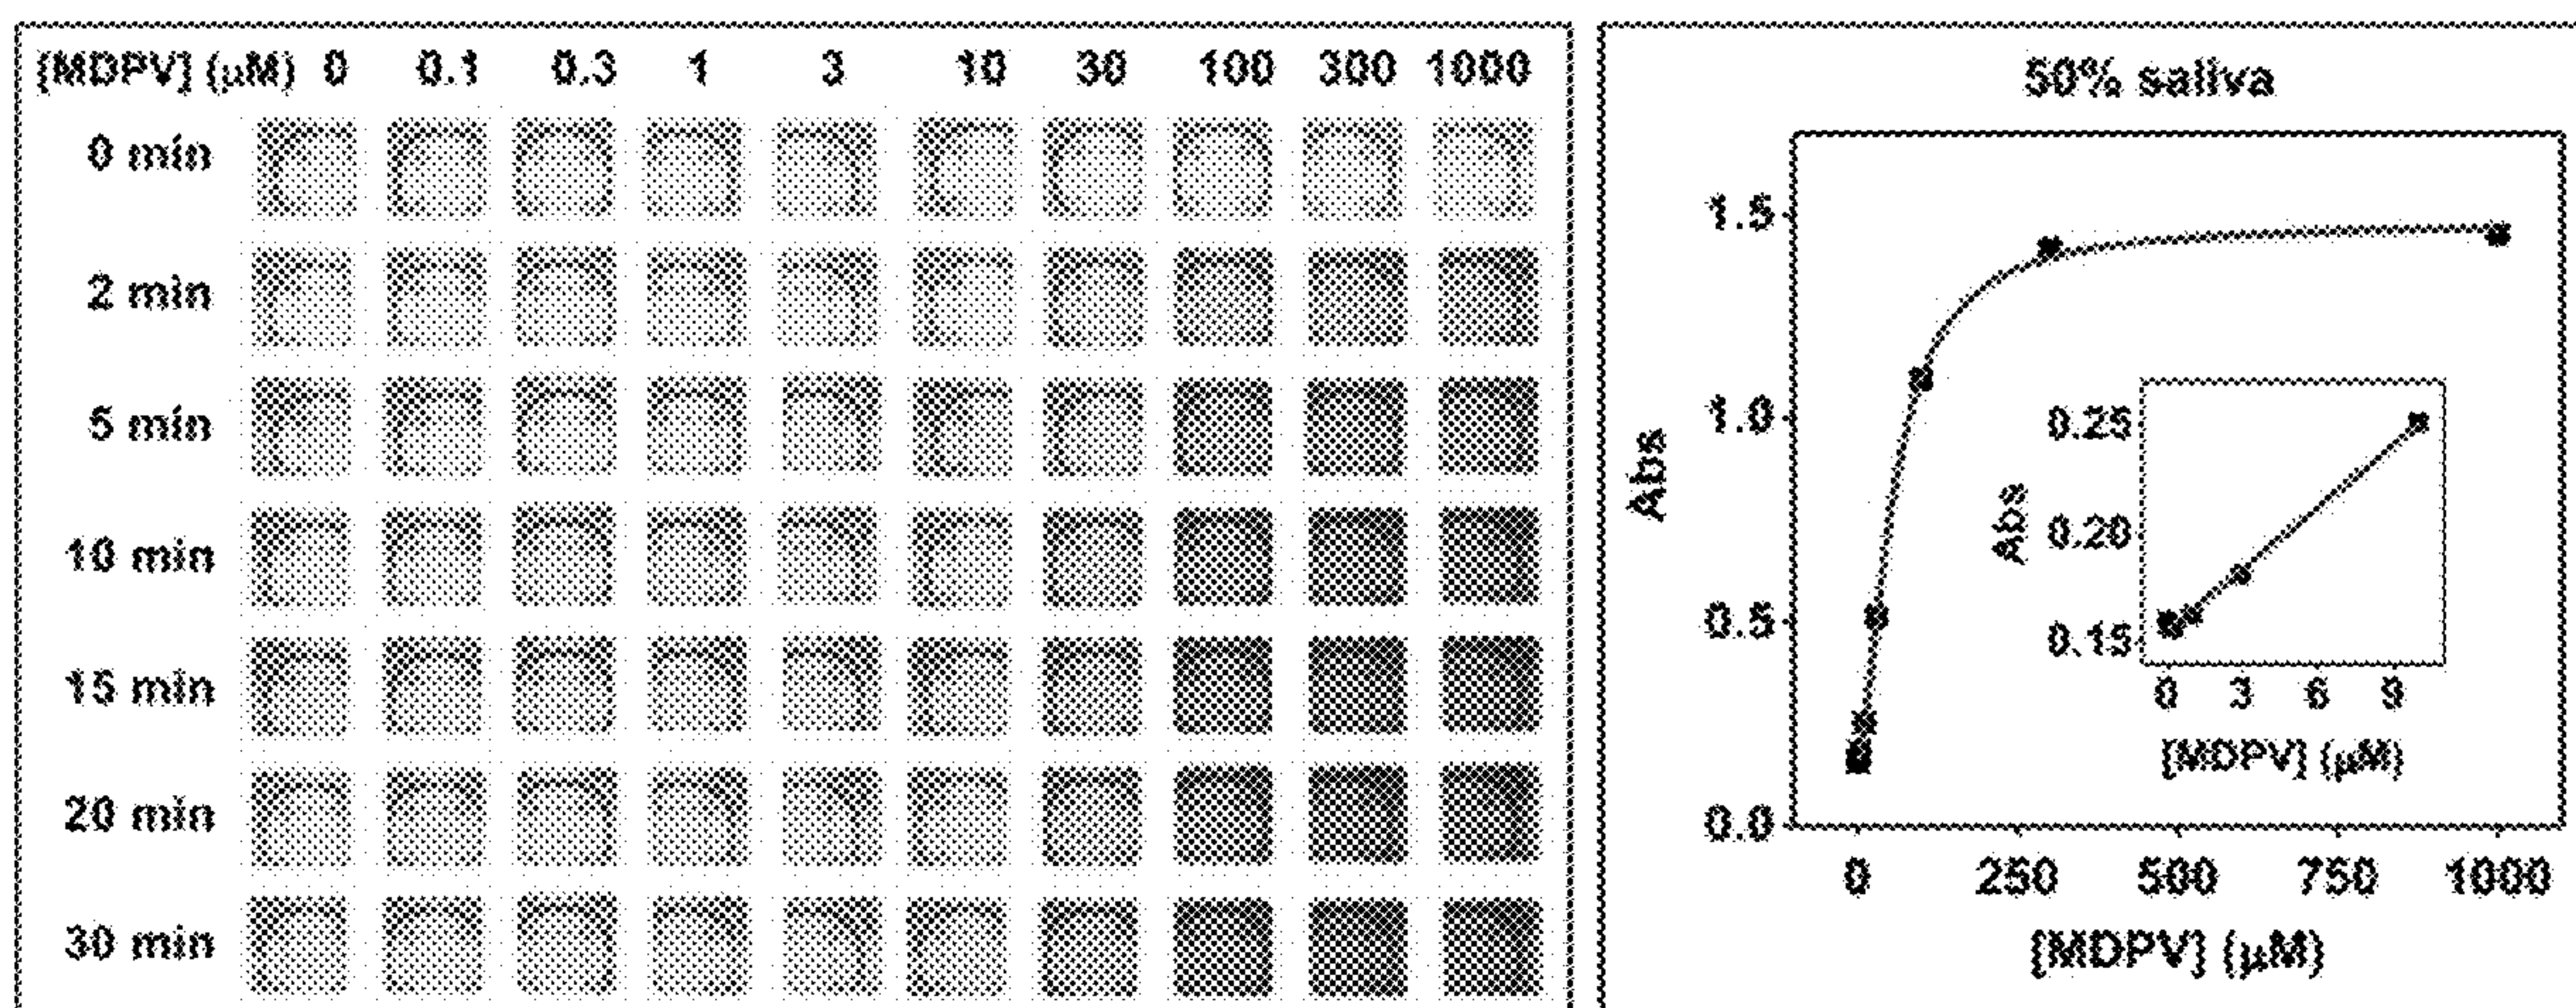 [MDPV] (µM) 0 0.1 0.3 1 3 10 30 100 300 1000
0 min
2 min
5 min
10 min
15 min
20 min
30 min
50% saliva
1.5
1.0
0.5
0.0
Abs
0 250 500 750 1000
[MDPV] (µM)
0.25
0.20
0.15
Abs
0 3 6 9
[MDPV] (µM)